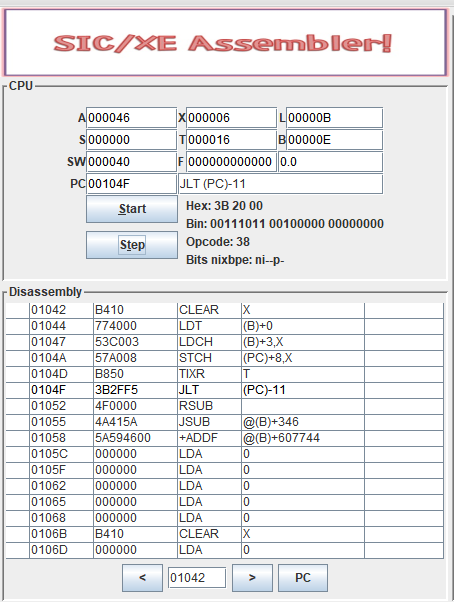 SIC/XE Assembler!
CPU
A 000046 X 000006 L 00000B
S 000000 T 000016 B 00000E
SW 000040 F 000000000000 0.0
PC 00104F JLT (PC)-11
Start Hex: 3B 20 00
Bin: 00111011 00100000 00000000
Step Opcode: 38
Bits nixbpe: ni--p-
Disassembly
01042 B410 CLEAR X
01044 774000 LDT (B)+0
01047 53C003 LDCH (B)+3,X
0104A 57A008 STCH (PC)+8,X
0104D B850 TIXR T
0104F 3B2FF5 JLT (PC)-11
01052 4F0000 RSUB
01055 4A415A JSUB @(B)+346
01058 5A594600 +ADDF @(B)+607744
0105C 000000 LDA 0
0105F 000000 LDA 0
01062 000000 LDA 0
01065 000000 LDA 0
01068 000000 LDA 0
0106B B410 CLEAR X
0106D 000000 LDA 0
< 01042 > PC